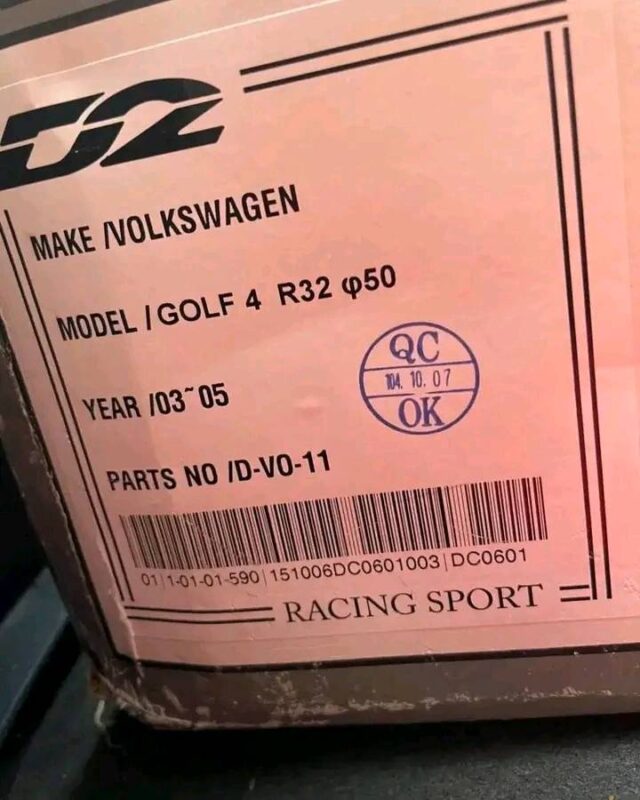 D2
MAKE /VOLKSWAGEN
MODEL / GOLF 4 R32 φ50
YEAR /03~05
QC
104. 10. 07
OK
PARTS NO /D-VO-11
01|1-01-01-590|151006DC0601003|DC0601
RACING SPORT